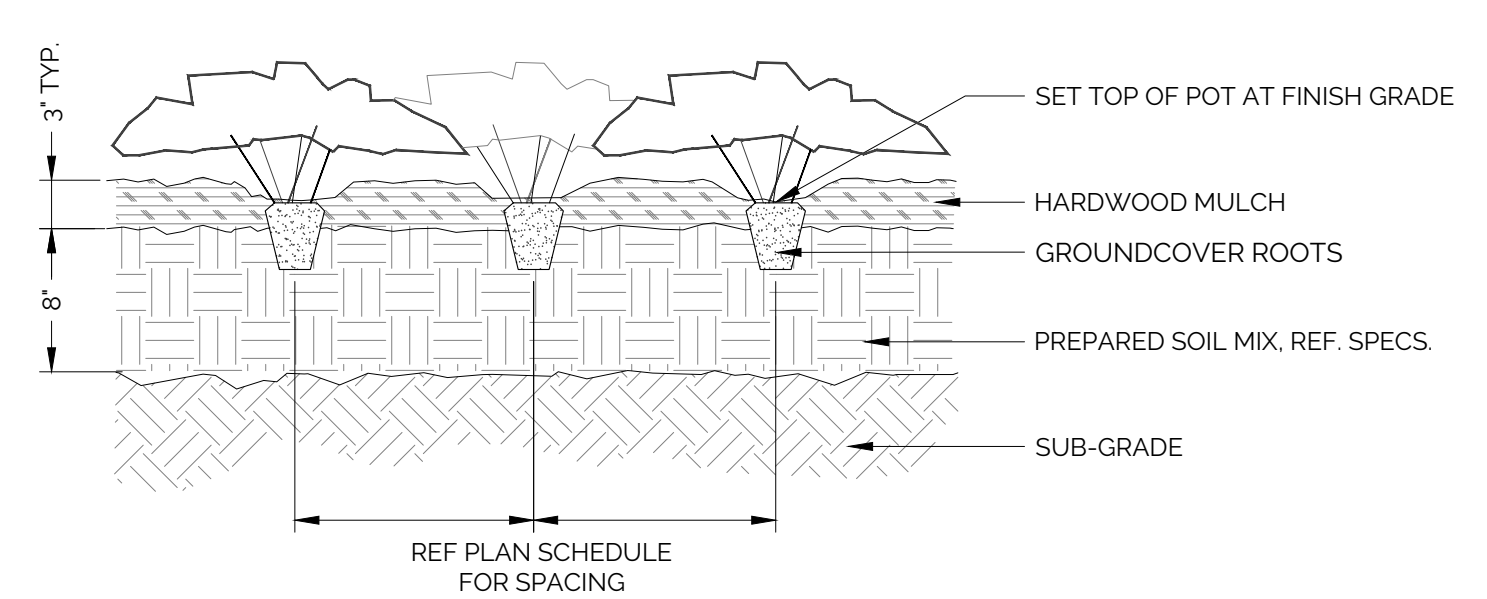 3" TYP.
SET TOP OF POT AT FINISH GRADE
HARDWOOD MULCH
GROUNDCOVER ROOTS
8"
PREPARED SOIL MIX, REF. SPECS.
SUB-GRADE
REF PLAN SCHEDULE
FOR SPACING